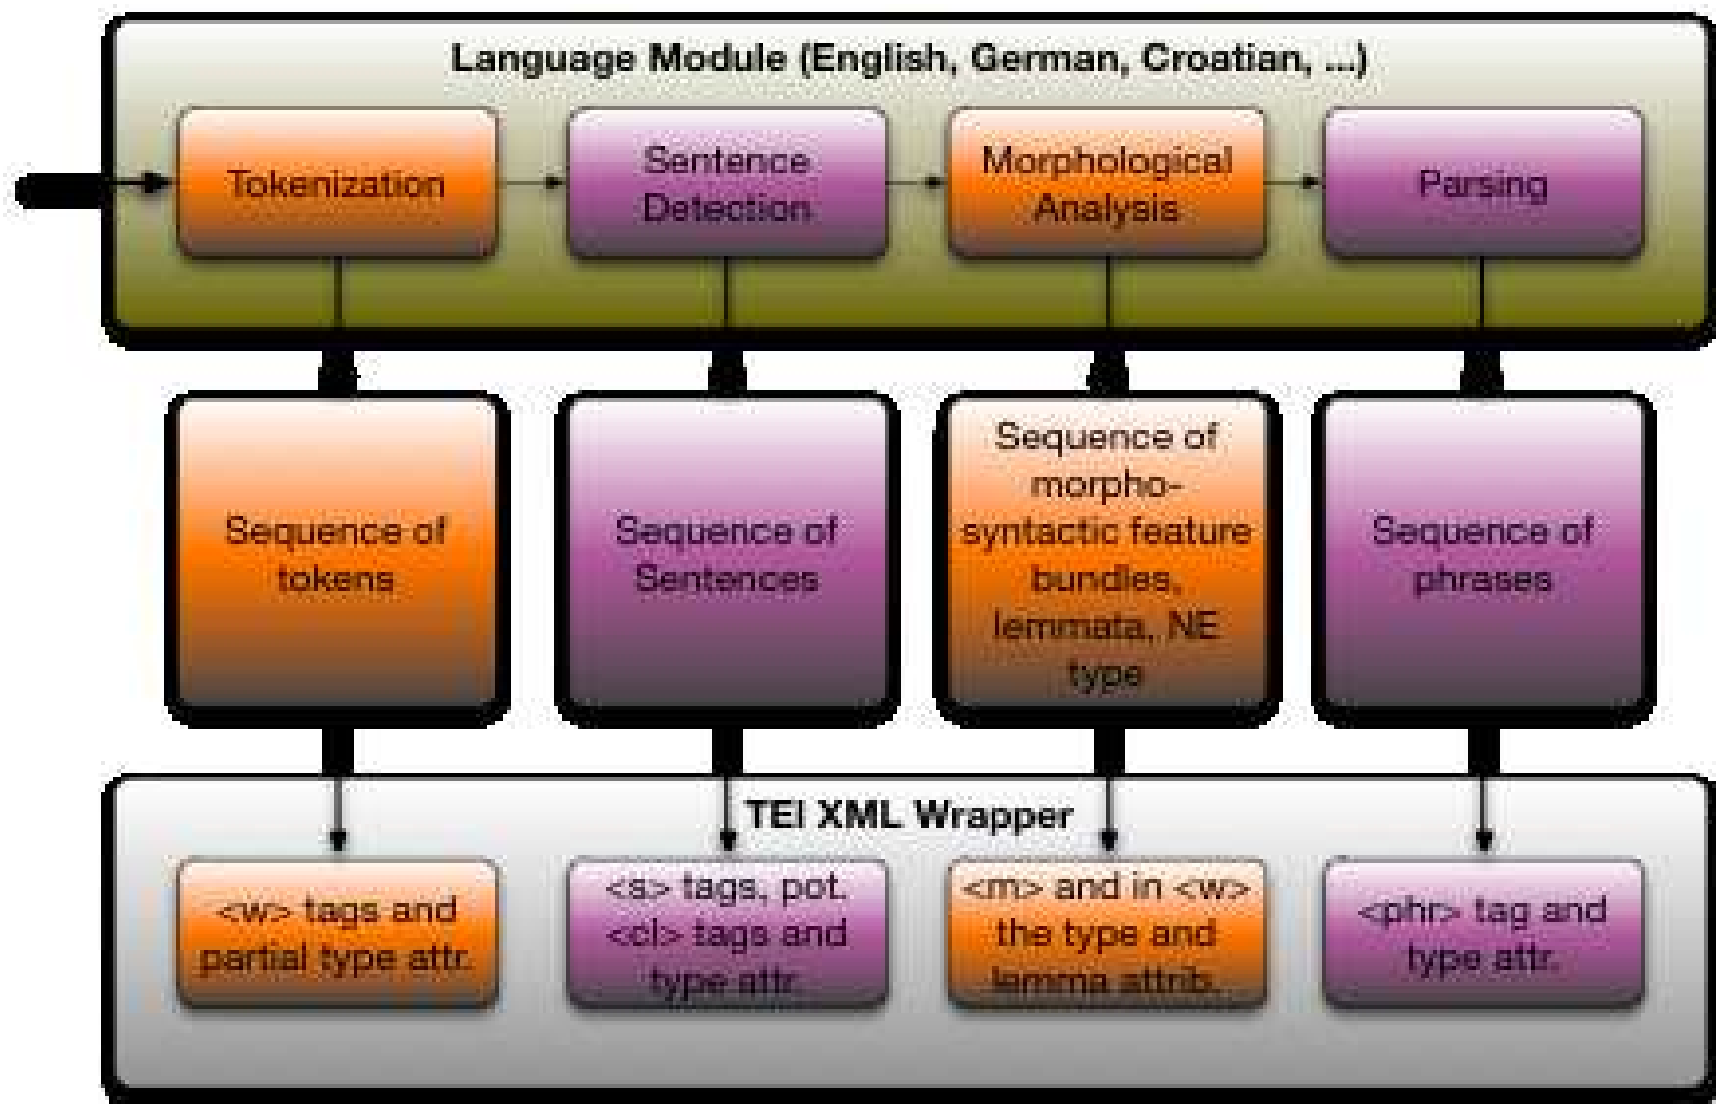 Language Module (English, German, Croatian, ...)
Tokenization
Sentence
Detection
Morphological
Analysis
Parsing
Sequence of
tokens
Sequence of
Sentences
Sequence of
morpho-
syntactic feature
bundles,
lemmata, NE
type
Sequence of
phrases
TEI XML Wrapper
<w> tags and
partial type attr.
<s> tags, pot.
<cl> tags and
type attr.
<m> and in <w>
the type and
lemma attrib.
<phr> tag and
type attr.